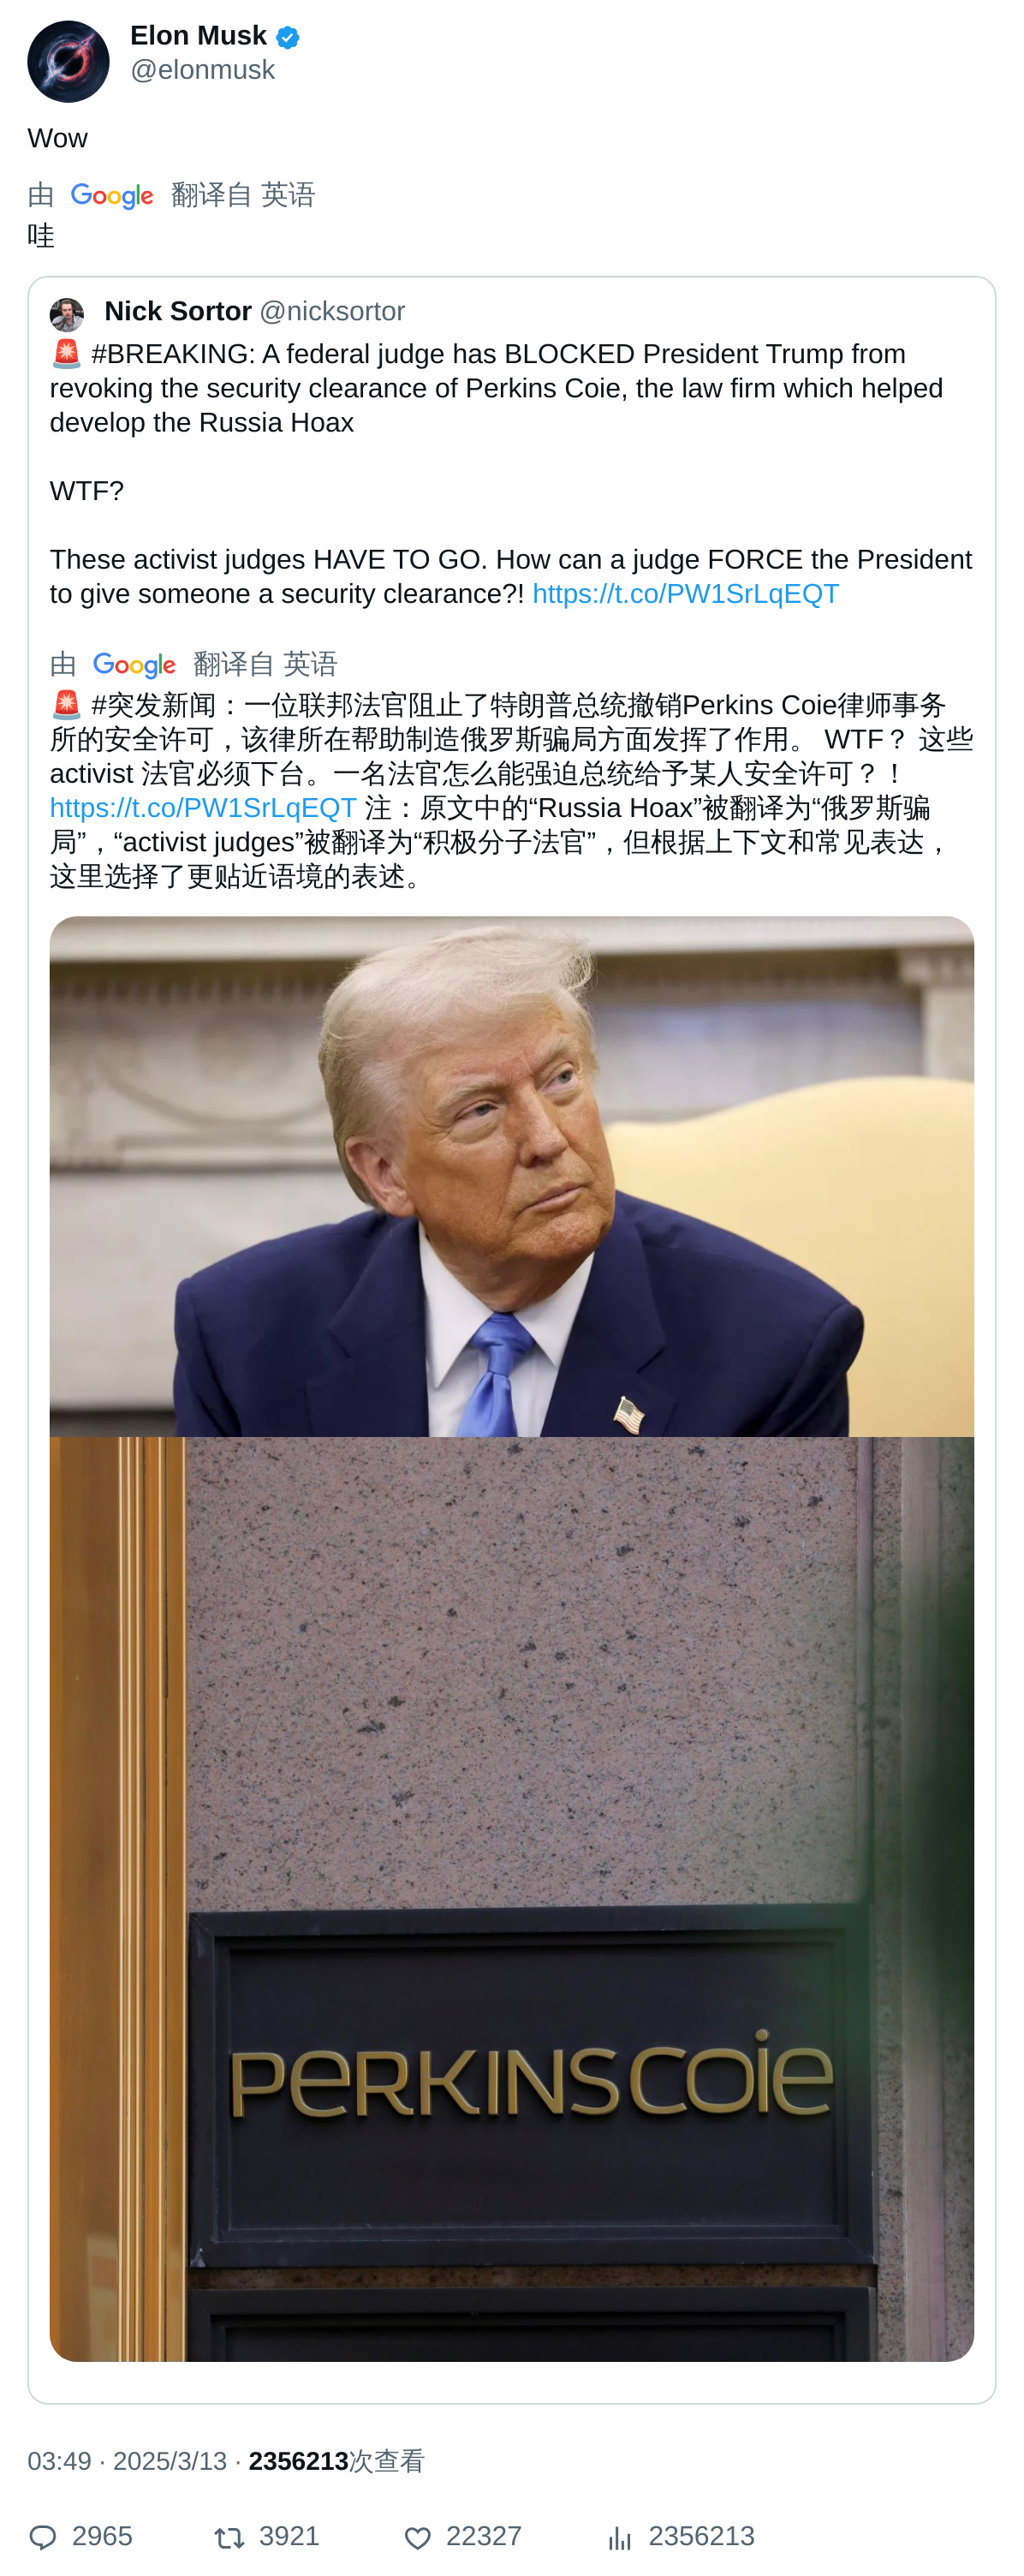 Elon Musk
@elonmusk
Wow
由 Google 翻译自 英语
哇
Nick Sortor @nicksortor
🚨 #BREAKING: A federal judge has BLOCKED President Trump from
revoking the security clearance of Perkins Coie, the law firm which helped
develop the Russia Hoax
WTF?
These activist judges HAVE TO GO. How can a judge FORCE the President
to give someone a security clearance?! https://t.co/PW1SrLqEQT
由 Google 翻译自 英语
🚨 #突发新闻：一位联邦法官阻止了特朗普总统撤销Perkins Coie律师事务
所的安全许可，该律所在帮助制造俄罗斯骗局方面发挥了作用。 WTF？ 这些
activist 法官必须下台。一名法官怎么能强迫总统给予某人安全许可？！
https://t.co/PW1SrLqEQT 注：原文中的“Russia Hoax”被翻译为“俄罗斯骗
局”，“activist judges”被翻译为“积极分子法官”，但根据上下文和常见表达，
这里选择了更贴近语境的表述。
PERKINSCOIE
03:49 · 2025/3/13 · 2356213次查看
2965 3921 22327 2356213